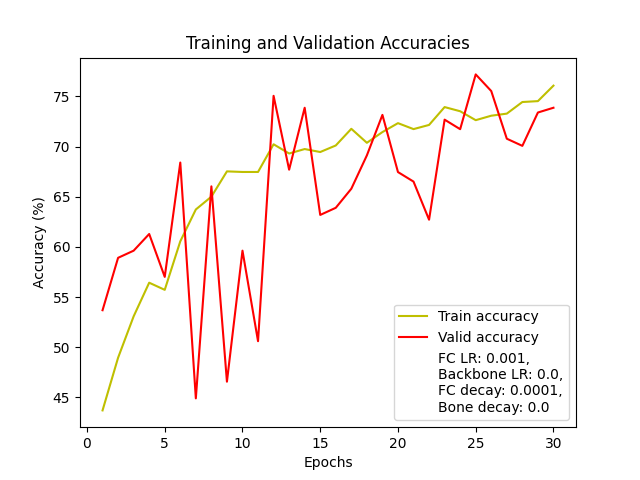 Training and Validation Accuracies
Accuracy (%)
75
70
65
60
55
50
45
Train accuracy
Valid accuracy
FC LR: 0.001,
Backbone LR: 0.0,
FC decay: 0.0001,
Bone decay: 0.0
0 5 10 15 20 25 30
Epochs